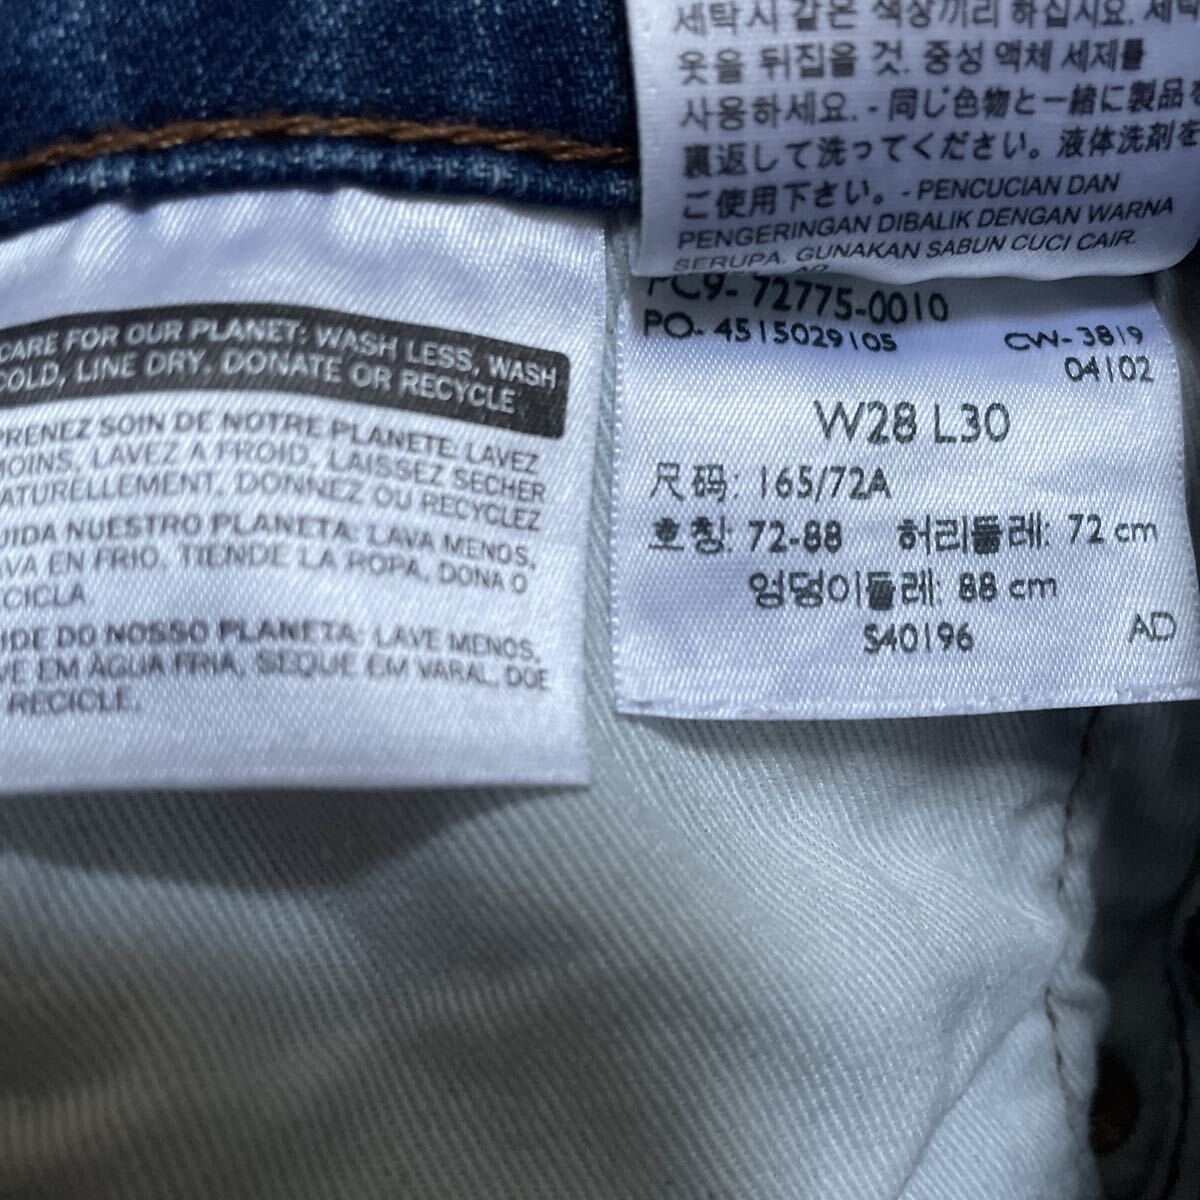 세탁시 같은 색상끼리 하십시요. 세탁
옷을 뒤집을 것. 중성 액체 세제를
사용하세요. - 同じ色物と一緒に製品を
裏返して洗ってください。液体洗剤を
ご使用下さい。- PENCUCIAN DAN
PENGERINGAN DIBALIK DENGAN WARNA
SERUPA. GUNAKAN SABUN CUCI CAIR.
PC9-72775-0010
PO-4515029105 CW-3819
04102
W28 L30
尺码: 165/72A
호칭: 72-88 허리둘레: 72 cm
엉덩이둘레: 88 cm
S40196 AD
CARE FOR OUR PLANET: WASH LESS, WASH
COLD, LINE DRY. DONATE OR RECYCLE
PRENEZ SOIN DE NOTRE PLANETE: LAVEZ
MOINS, LAVEZ A FROID, LAISSEZ SECHER
NATURELLEMENT, DONNEZ OU RECYCLEZ
UIDA NUESTRO PLANETA: LAVA MENOS,
AVA EN FRIO, TIENDE LA ROPA, DONA O
CICLA
IDE DO NOSSO PLANETA: LAVE MENOS,
VE EM ÀGUA FRIA, SEQUE EM VARAL. DOE
RECICLE.